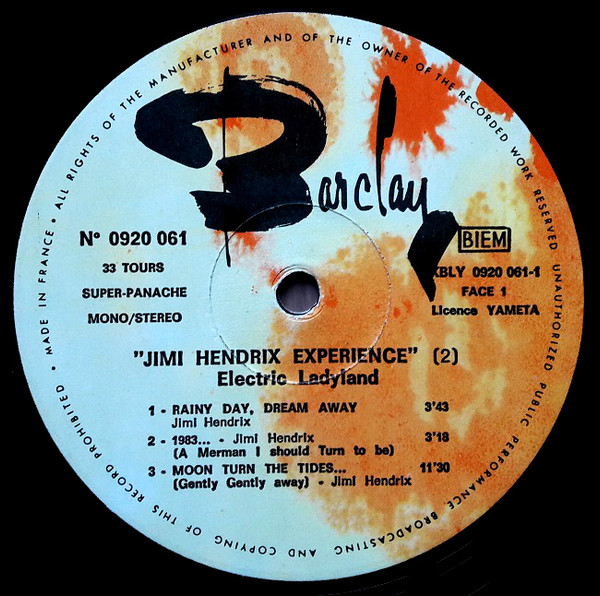 MADE IN FRANCE • ALL RIGHTS OF THE MANUFACTURER AND OF THE OWNER OF THE RECORDED WORK RESERVED UNAUTHORIZED PUBLIC PERFORMANCE BROADCASTING AND COPYING OF THIS RECORD PROHIBITED •
Barclay
N° 0920 061
BIEM
33 TOURS
SUPER-PANACHE
MONO/STEREO
XBLY 0920 061-1
FACE 1
Licence YAMETA
"JIMI HENDRIX EXPERIENCE" (2)
Electric Ladyland
1 - RAINY DAY, DREAM AWAY 3'43
Jimi Hendrix
2 - 1983... - Jimi Hendrix 3'18
(A Merman I should Turn to be)
3 - MOON TURN THE TIDES... 11'30
(Gently Gently away) - Jimi Hendrix